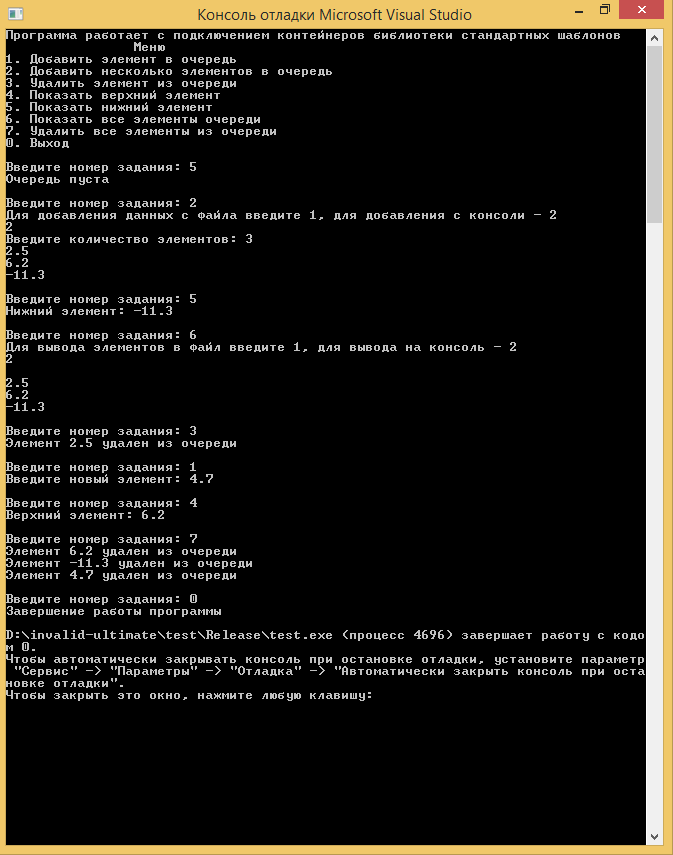 Консоль отладки Microsoft Visual Studio
Программа работает с подключением контейнеров библиотеки стандартных шаблонов
Меню
1. Добавить элемент в очередь
2. Добавить несколько элементов в очередь
3. Удалить элемент из очереди
4. Показать верхний элемент
5. Показать нижний элемент
6. Показать все элементы очереди
7. Удалить все элементы из очереди
0. Выход
Введите номер задания: 5
Очередь пуста
Введите номер задания: 2
Для добавления данных с файла введите 1, для добавления с консоли - 2
2
Введите количество элементов: 3
2.5
6.2
-11.3
Введите номер задания: 5
Нижний элемент: -11.3
Введите номер задания: 6
Для вывода элементов в файл введите 1, для вывода на консоль - 2
2
2.5
6.2
-11.3
Введите номер задания: 3
Элемент 2.5 удален из очереди
Введите номер задания: 1
Введите новый элемент: 4.7
Введите номер задания: 4
Верхний элемент: 6.2
Введите номер задания: 7
Элемент 6.2 удален из очереди
Элемент -11.3 удален из очереди
Элемент 4.7 удален из очереди
Введите номер задания: 0
Завершение работы программы
D:\invalid-ultimate\test\Release\test.exe (процесс 4696) завершает работу с кодо
м 0.
Чтобы автоматически закрывать консоль при остановке отладки, установите параметр
"Сервис" -> "Параметры" -> "Отладка" -> "Автоматически закрыть консоль при оста
новке отладки".
Чтобы закрыть это окно, нажмите любую клавишу: